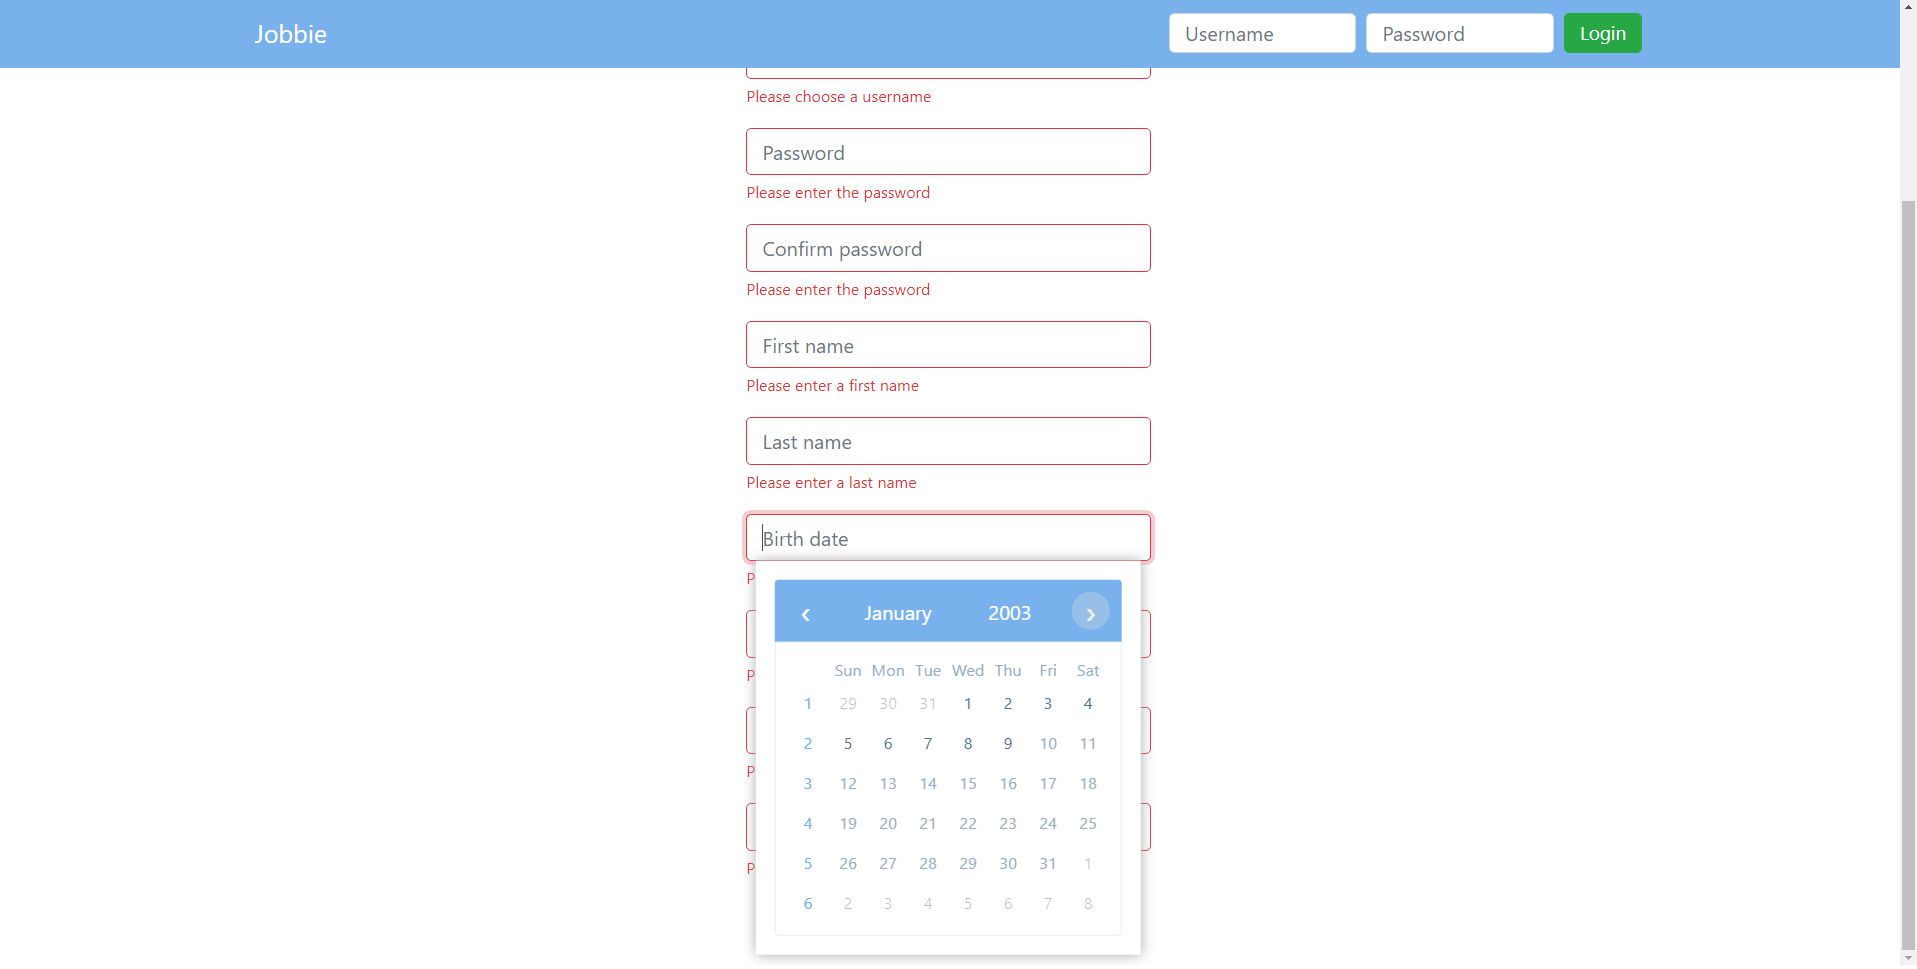 Jobbie Username Password Login
Please choose a username
Password
Please enter the password
Confirm password
Please enter the password
First name
Please enter a first name
Last name
Please enter a last name
Birth date
P
‹ January 2003 ›
P
Sun Mon Tue Wed Thu Fri Sat
1 29 30 31 1 2 3 4
2 5 6 7 8 9 10 11
P
3 12 13 14 15 16 17 18
4 19 20 21 22 23 24 25
5 26 27 28 29 30 31 1
P
6 2 3 4 5 6 7 8